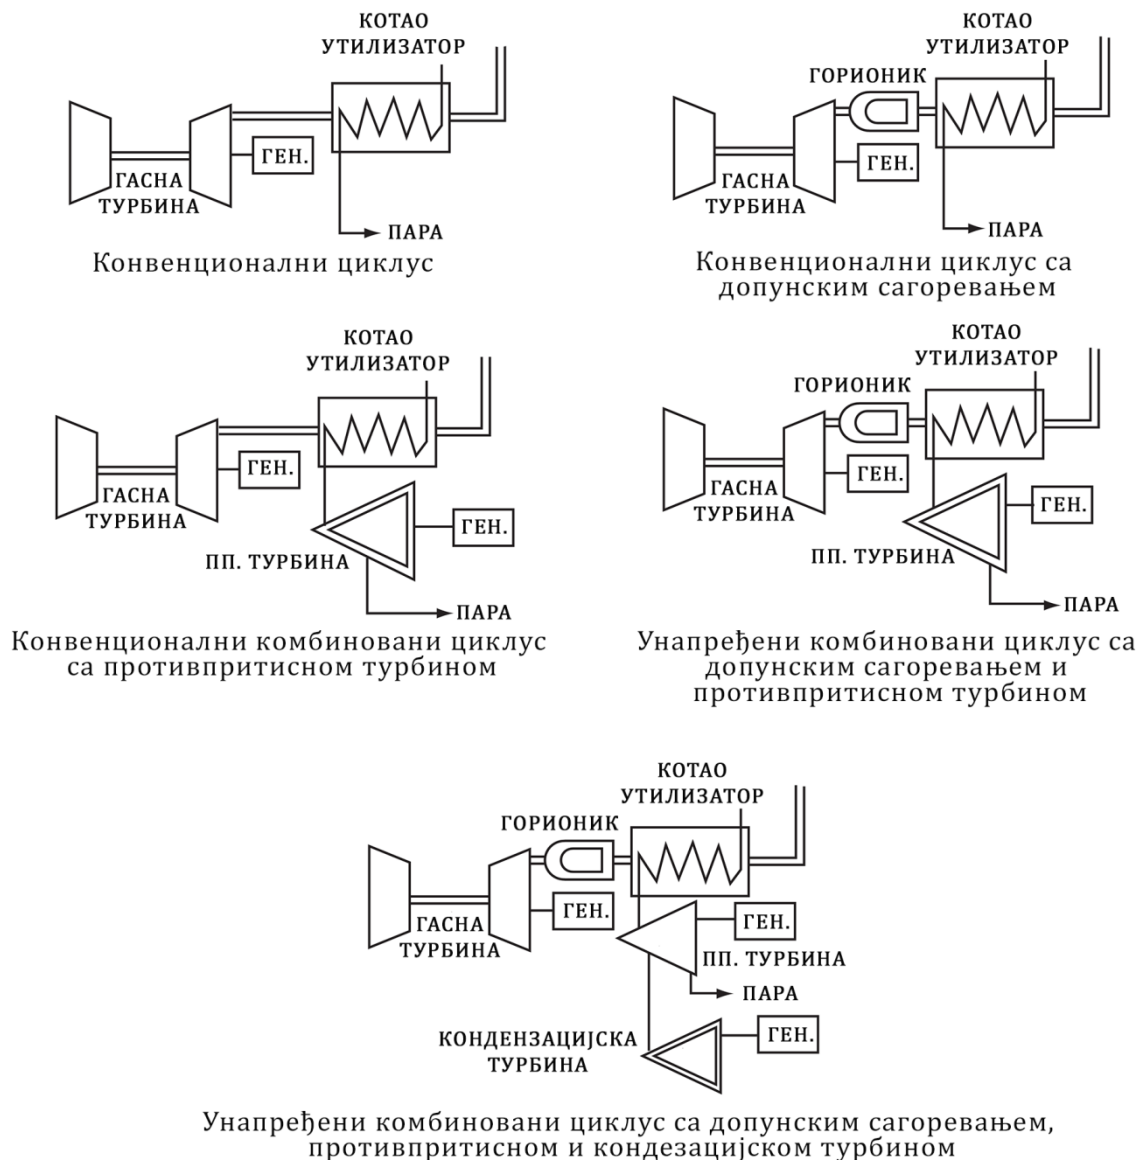 КОТАО
УТИЛИЗАТОР
ГЕН.
ГАСНА
ТУРБИНА
ПАРА
Конвенционални циклус
КОТАО
УТИЛИЗАТОР
ГОРИОНИК
ГЕН.
ГАСНА
ТУРБИНА
ПАРА
Конвенционални циклус са
допунским сагоревањем
КОТАО
УТИЛИЗАТОР
ГЕН.
ГАСНА
ТУРБИНА
ГЕН.
ПП. ТУРБИНА
ПАРА
Конвенционални комбиновани циклус
са противпритисном турбином
КОТАО
УТИЛИЗАТОР
ГОРИОНИК
ГЕН.
ГАСНА
ТУРБИНА
ГЕН.
ПП. ТУРБИНА
ПАРА
Унапређени комбиновани циклус са
допунским сагоревањем и
противпритисном турбином
КОТАО
УТИЛИЗАТОР
ГОРИОНИК
ГЕН.
ГАСНА
ТУРБИНА
ГЕН.
ПП. ТУРБИНА
ПАРА
КОНДЕНЗАЦИЈСКА
ТУРБИНА
ГЕН.
Унапређени комбиновани циклус са допунским сагоревањем,
противпритисном и кондезацијском турбином